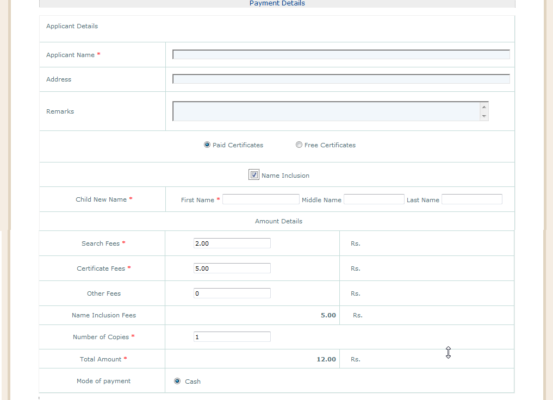 Payment Details
Applicant Details
Applicant Name *
Address
Remarks
Paid Certificates Free Certificates
Name Inclusion
Child New Name * First Name * Middle Name Last Name
Amount Details
Search Fees * 2.00 Rs.
Certificate Fees * 5.00 Rs.
Other Fees 0 Rs.
Name Inclusion Fees 5.00 Rs.
Number of Copies * 1
Total Amount * 12.00 Rs.
Mode of payment Cash